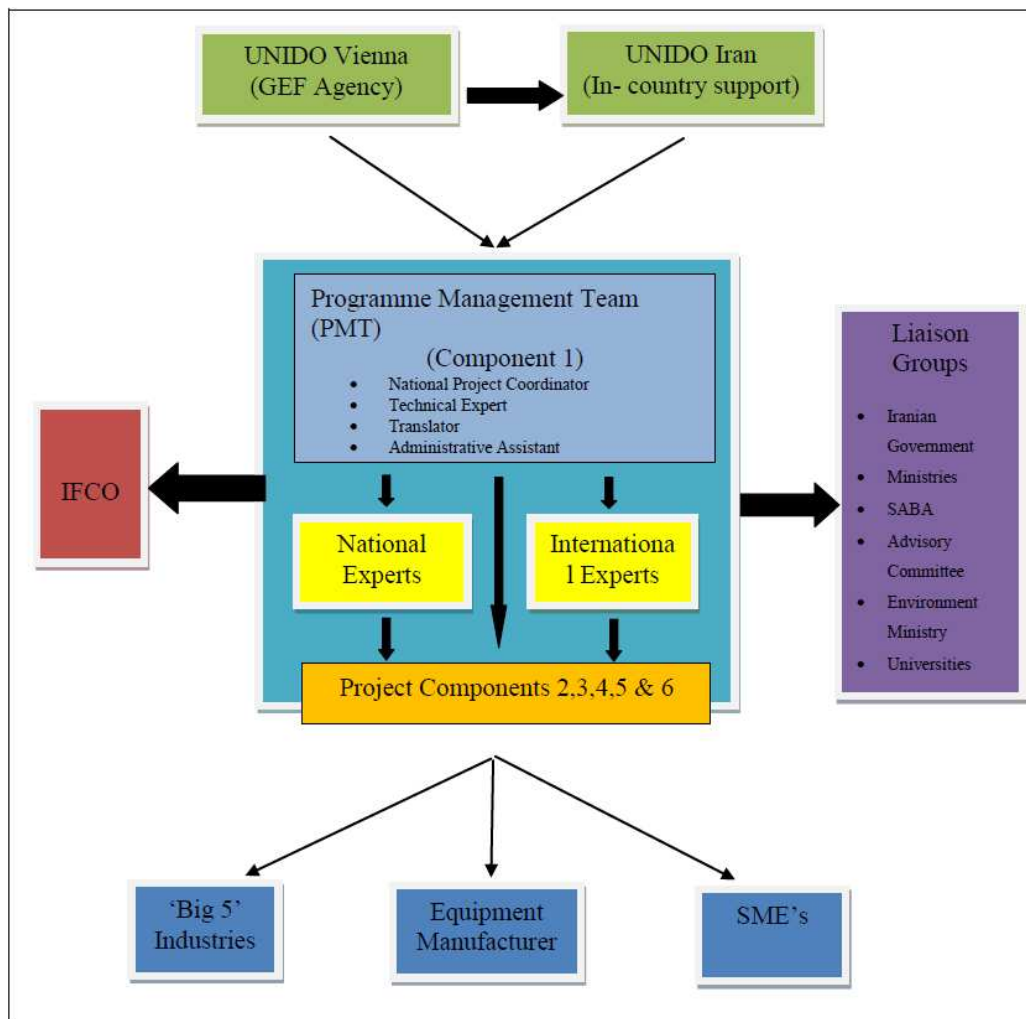 UNIDO Vienna
(GEF Agency)
UNIDO Iran
(In- country support)
Programme Management Team
(PMT)
(Component 1)
• National Project Coordinator
• Technical Expert
• Translator
• Administrative Assistant
IFCO
National
Experts
Internationa
l Experts
Project Components 2,3,4,5 & 6
Liaison
Groups
• Iranian
Government
• Ministries
• SABA
• Advisory
Committee
• Environment
Ministry
• Universities
‘Big 5’
Industries
Equipment
Manufacturer
SME’s